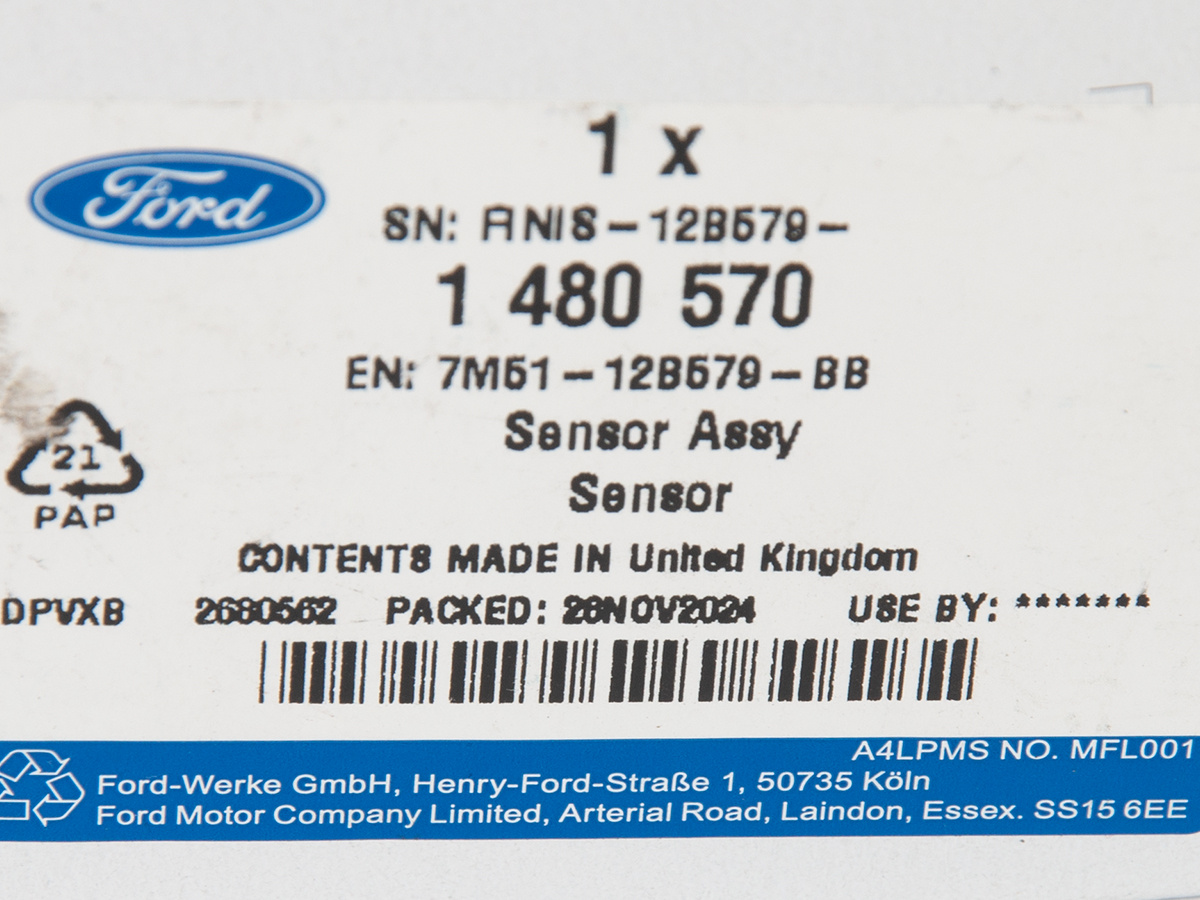 1 x
Ford
SN: ANIS-12B579-
1 480 570
EN: 7M51-12B579-BB
Sensor Assy
Sensor
21
PAP
CONTENTS MADE IN United Kingdom
DPVXB 2680562 PACKED: 28NOV2024 USE BY: *******
A4LPMS NO. MFL001
Ford-Werke GmbH, Henry-Ford-Straße 1, 50735 Köln
Ford Motor Company Limited, Arterial Road, Laindon, Essex. SS15 6EE